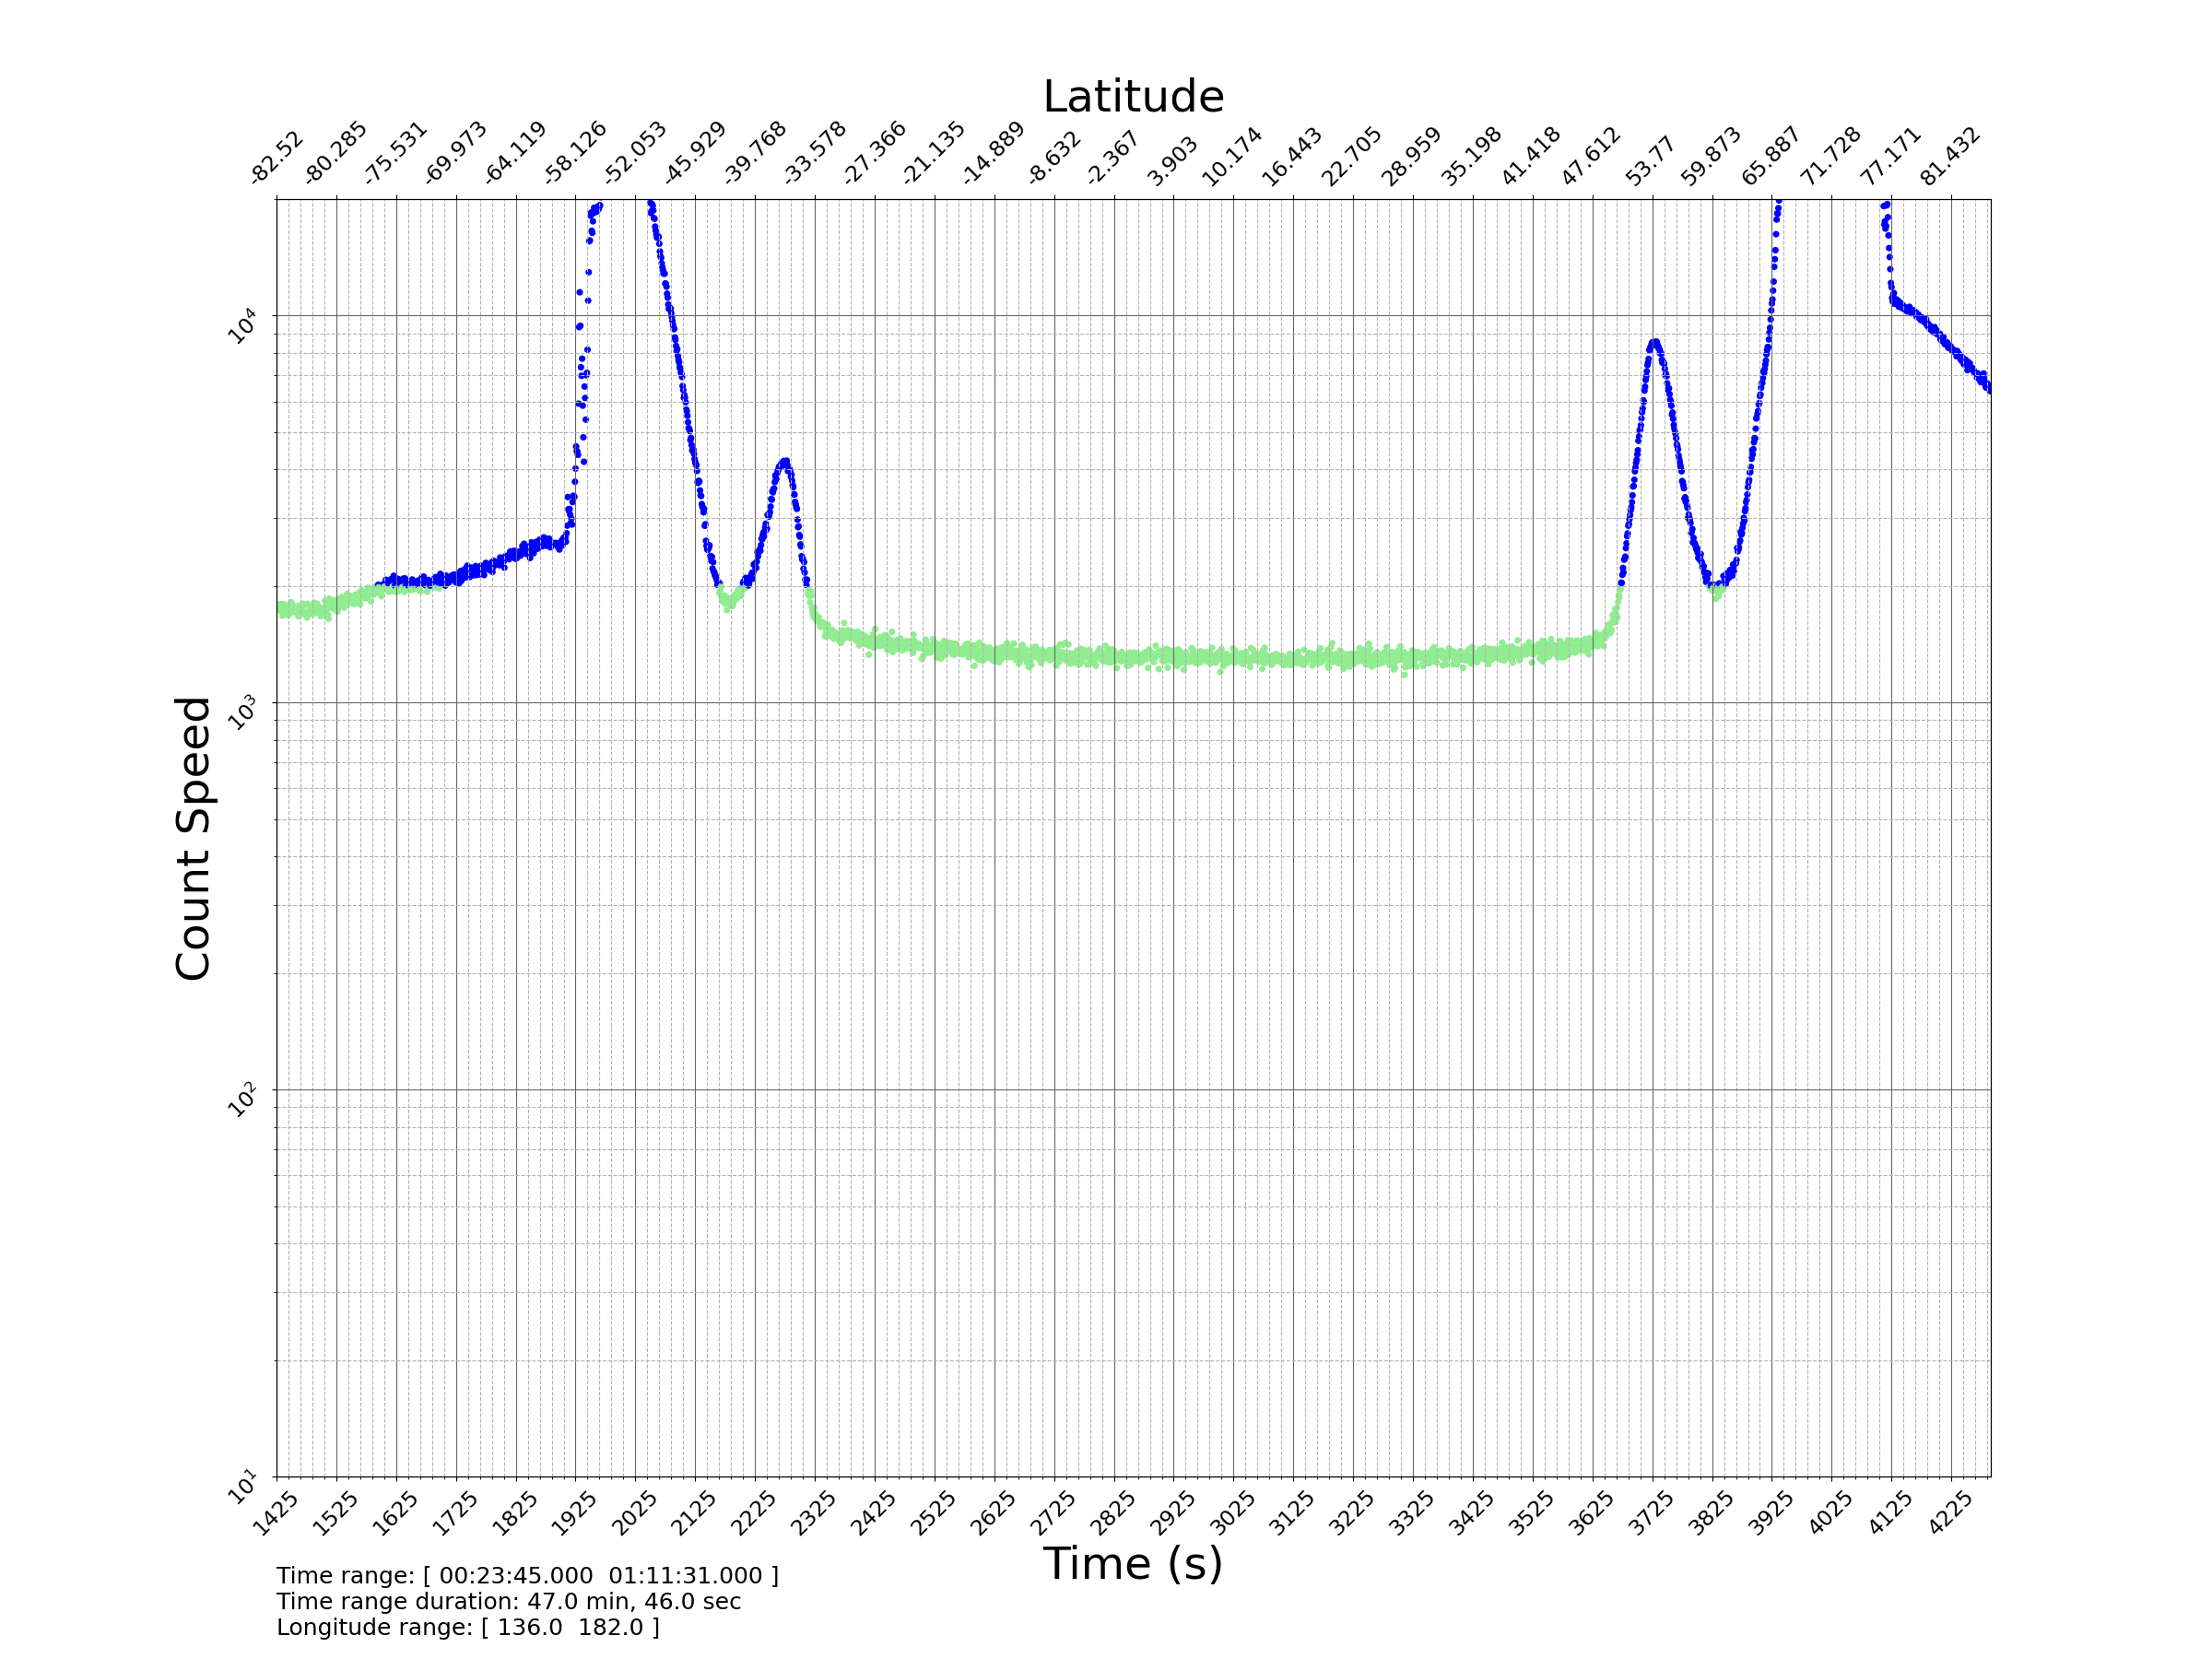 Latitude
-82.52 -80.285 -75.531 -69.973 -64.119 -58.126 -52.053 -45.929 -39.768 -33.578 -27.366 -21.135 -14.889 -8.632 -2.367 3.903 10.174 16.443 22.705 28.959 35.198 41.418 47.612 53.77 59.873 65.887 71.728 77.171 81.432
10⁴
10³
10²
10¹
Count Speed
1425 1525 1625 1725 1825 1925 2025 2125 2225 2325 2425 2525 2625 2725 2825 2925 3025 3125 3225 3325 3425 3525 3625 3725 3825 3925 4025 4125 4225
Time (s)
Time range: [ 00:23:45.000  01:11:31.000 ]
Time range duration: 47.0 min, 46.0 sec
Longitude range: [ 136.0  182.0 ]